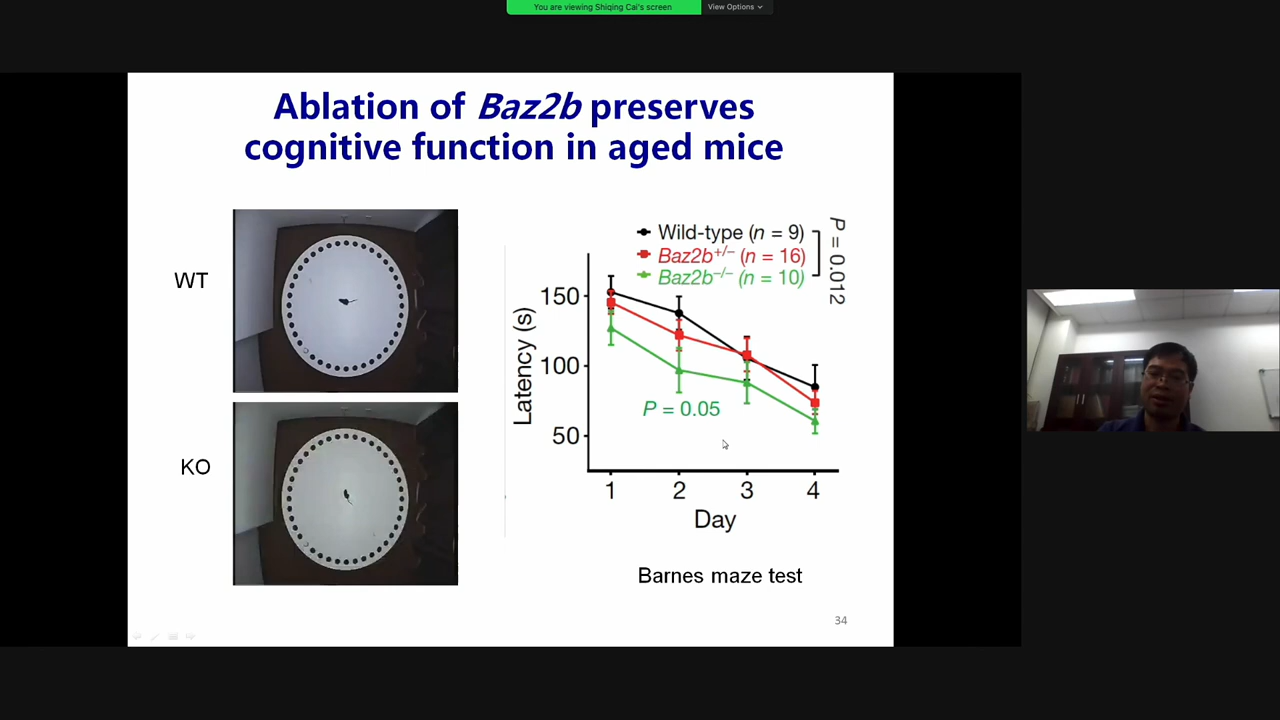 You are viewing Shiqing Cai's screen
View Options
Ablation of Baz2b preserves
cognitive function in aged mice
WT
KO
Wild-type (n = 9)
Baz2b+/− (n = 16)
Baz2b−/− (n = 10)
P = 0.012
Latency (s)
150
100
50
P = 0.05
1 2 3 4
Day
Barnes maze test
34